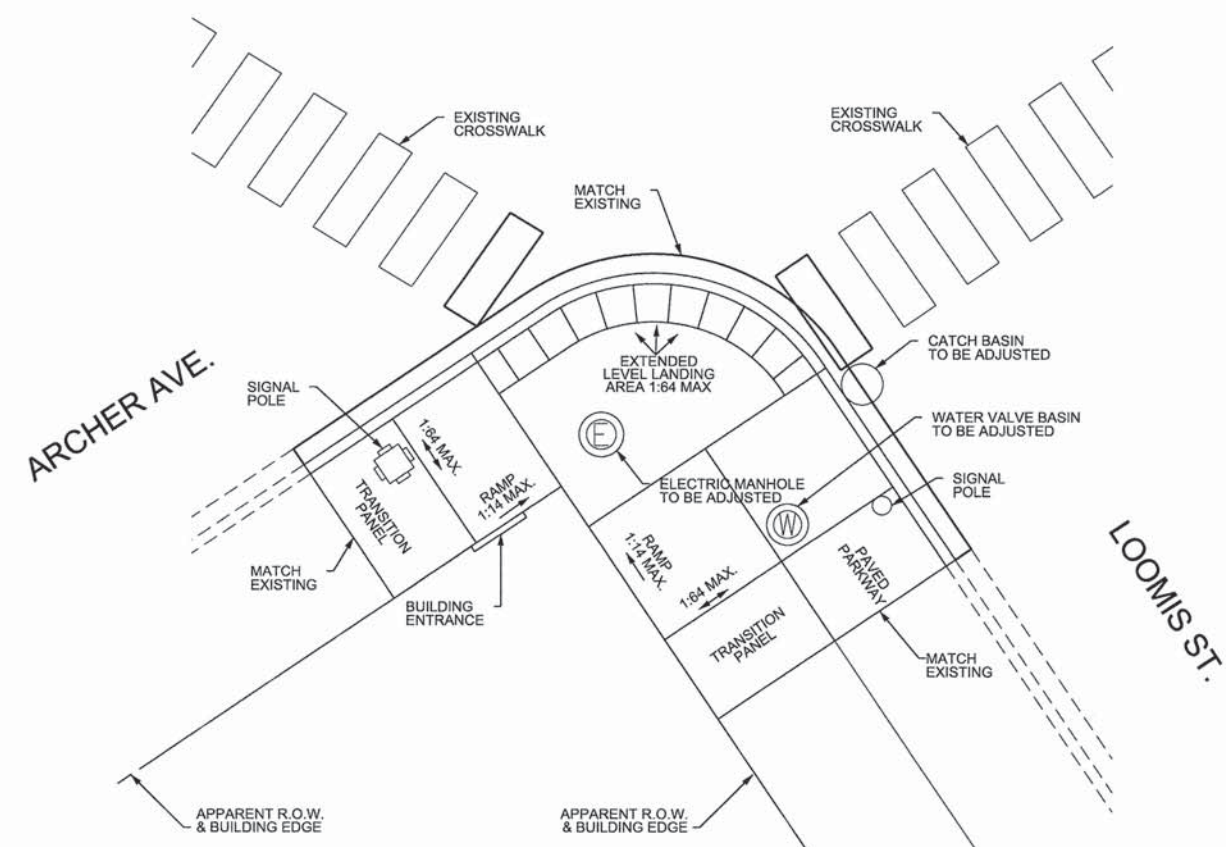 EXISTING
CROSSWALK
EXISTING
CROSSWALK
MATCH
EXISTING
EXTENDED
LEVEL LANDING
AREA 1:64 MAX
CATCH BASIN
TO BE ADJUSTED
ARCHER AVE.
SIGNAL
POLE
1:64 MAX.
E
WATER VALVE BASIN
TO BE ADJUSTED
ELECTRIC MANHOLE
TO BE ADJUSTED
SIGNAL
POLE
TRANSITION
PANEL
RAMP
1:14 MAX.
W
RAMP
1:14 MAX.
MATCH
EXISTING
1:64 MAX.
PAVED
PARKWAY
LOOMIS ST.
BUILDING
ENTRANCE
TRANSITION
PANEL
MATCH
EXISTING
APPARENT R.O.W.
& BUILDING EDGE
APPARENT R.O.W.
& BUILDING EDGE